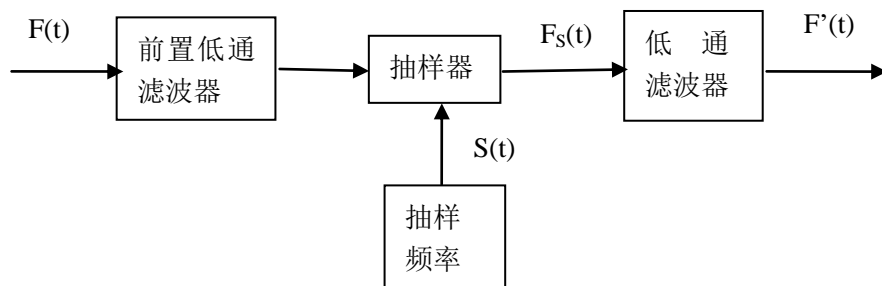 F(t)
前置低通
滤波器
抽样器
F_S(t)
低 通
滤波器
F’(t)
S(t)
抽样
频率